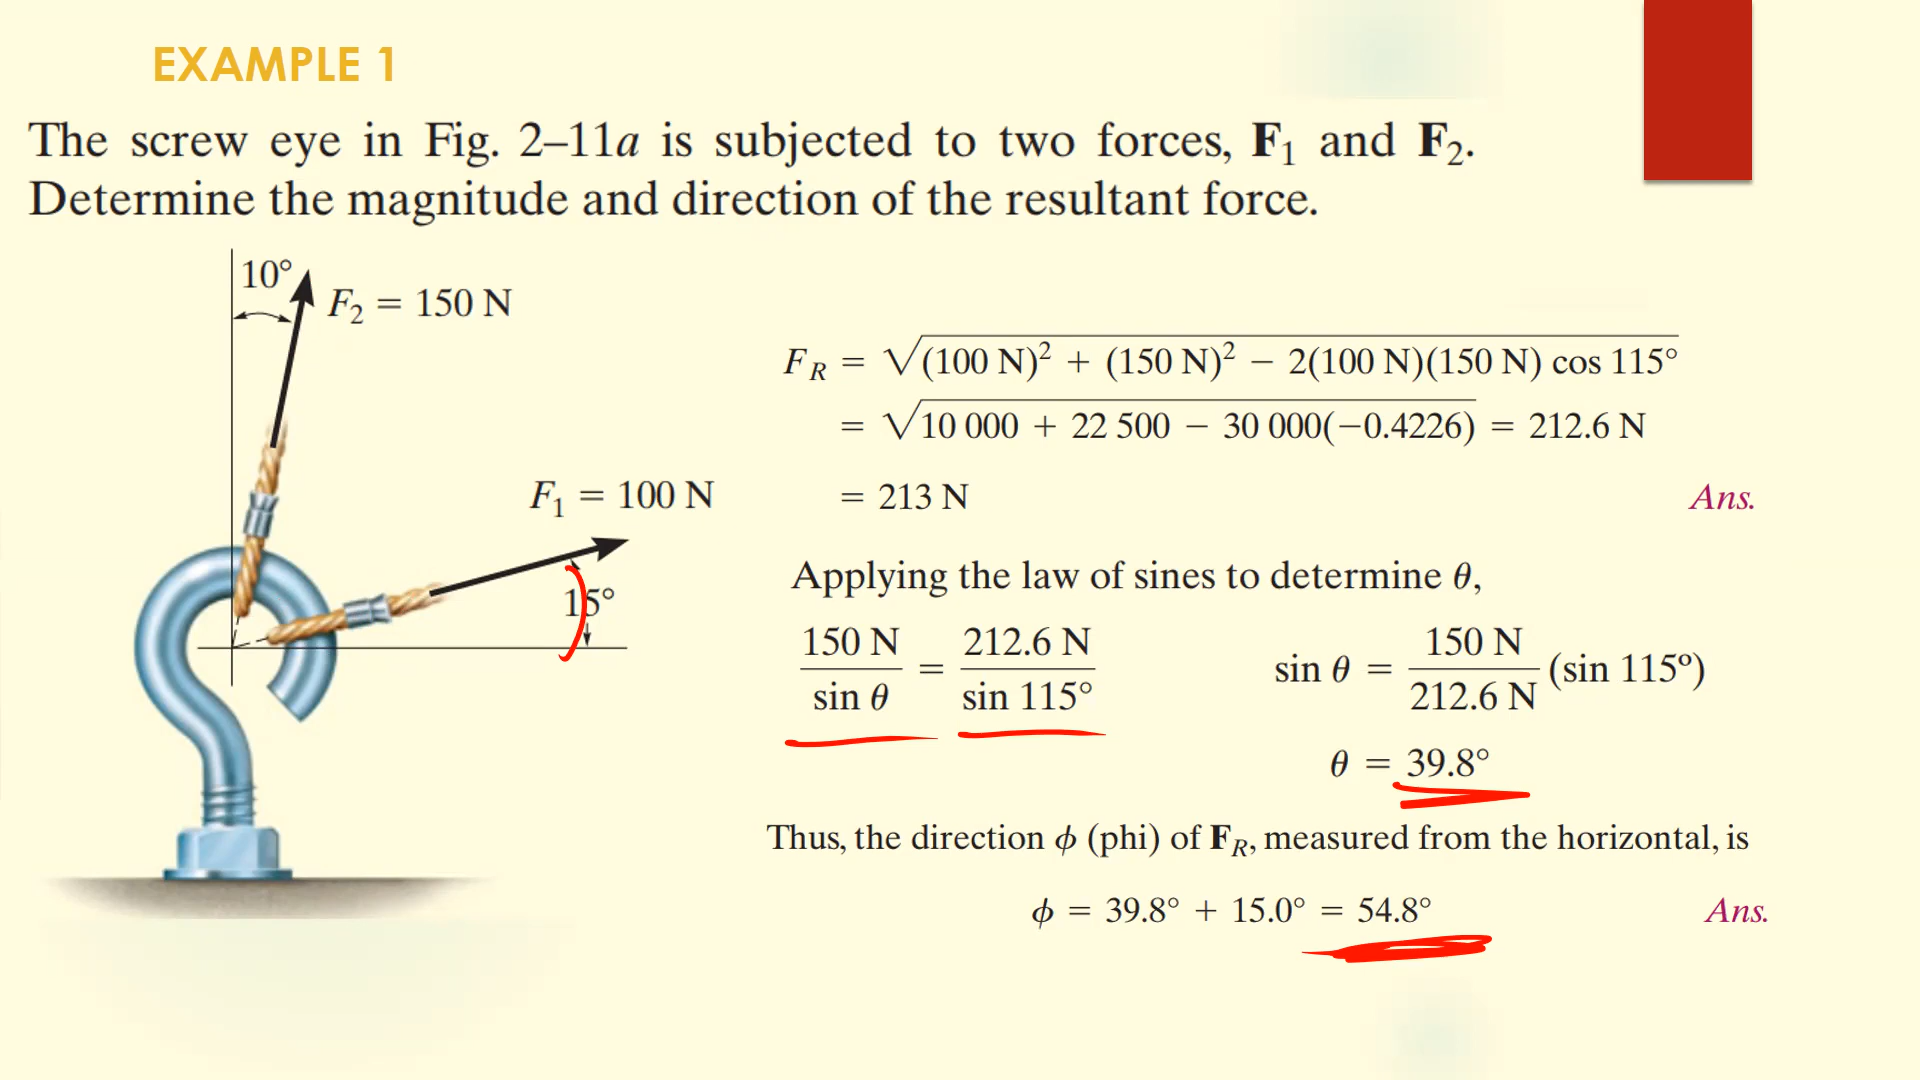 EXAMPLE 1
The screw eye in Fig. 2–11a is subjected to two forces, F₁ and F₂.
Determine the magnitude and direction of the resultant force.
10°
F₂ = 150 N
F₁ = 100 N
15°
F_R = √(100 N)² + (150 N)² − 2(100 N)(150 N) cos 115°
= √10 000 + 22 500 − 30 000(−0.4226) = 212.6 N
= 213 N Ans.
Applying the law of sines to determine θ,
150 N / sin θ = 212.6 N / sin 115° sin θ = 150 N / 212.6 N (sin 115º)
θ = 39.8°
Thus, the direction ϕ (phi) of F_R, measured from the horizontal, is
ϕ = 39.8° + 15.0° = 54.8° Ans.